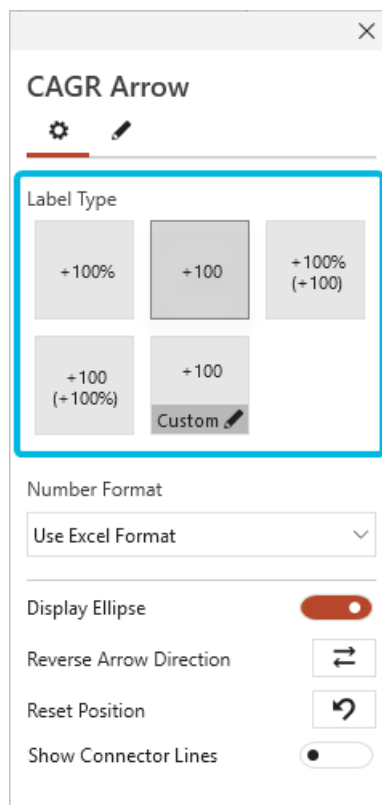 CAGR Arrow
Label Type
+100%
+100
+100%
(+100)
+100
(+100%)
+100
Custom
Number Format
Use Excel Format
Display Ellipse
Reverse Arrow Direction
Reset Position
Show Connector Lines